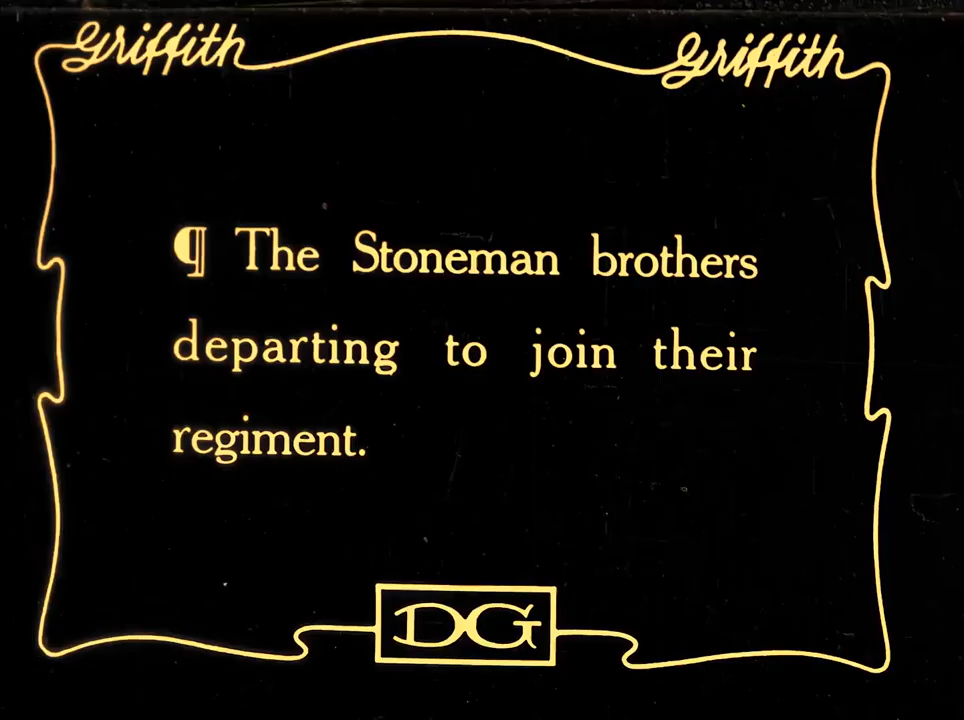 Griffith Griffith
¶ The Stoneman brothers
departing to join their
regiment.
DG